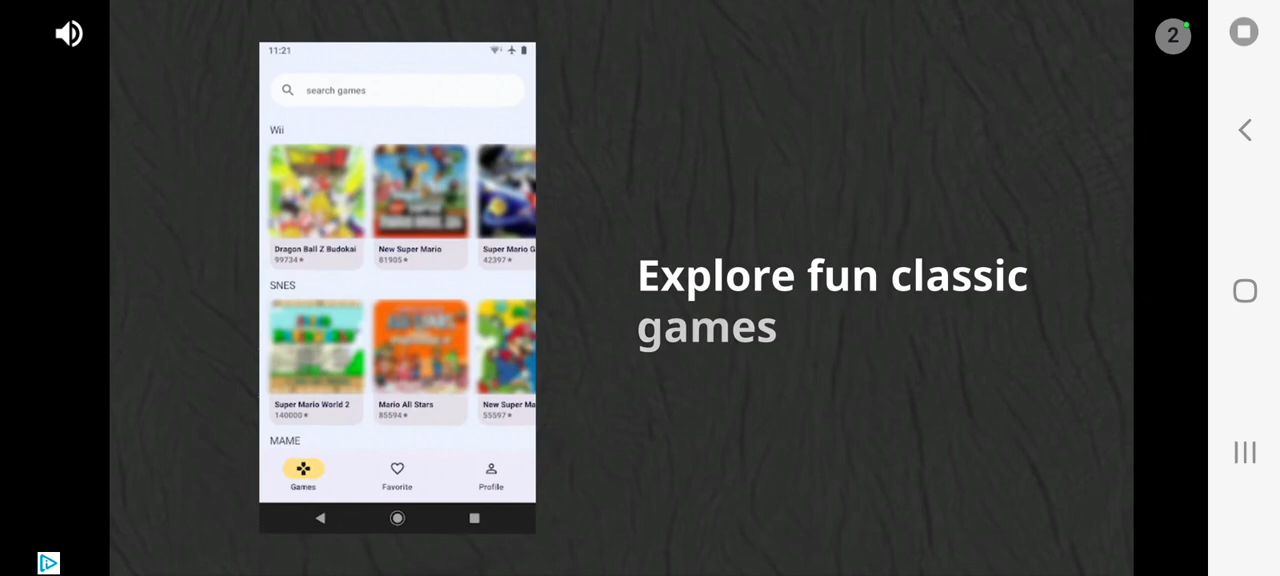 2
11:21
search games
Wii
Dragon Ball Z Budokai
99734★
New Super Mario
81905★
Super Mario G
42397★
SNES
Super Mario World 2
140000★
Mario All Stars
85594★
New Super Ma
55597★
MAME
Games
Favorite
Profile
Explore fun classic
games